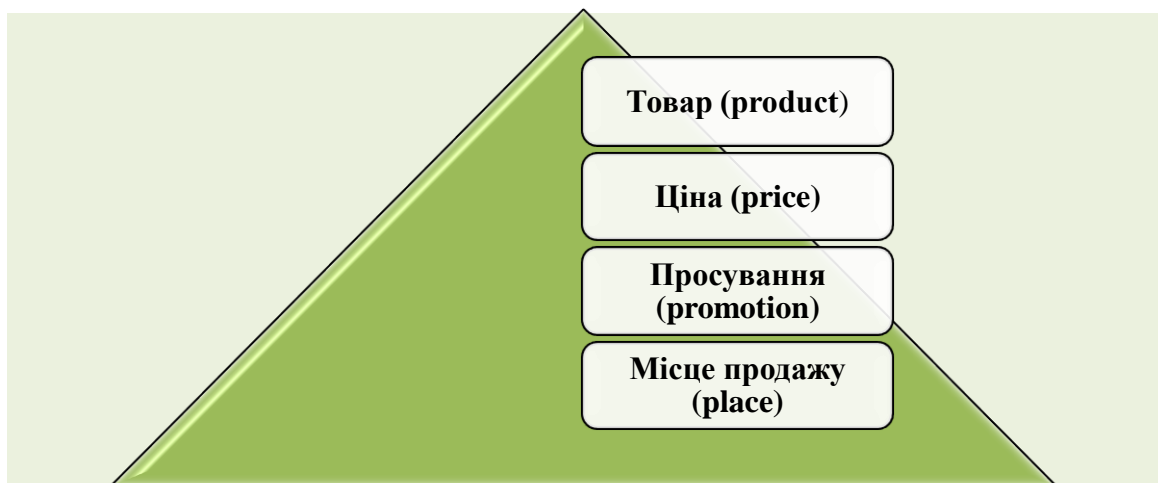 Товар (product)
Ціна (price)
Просування
(promotion)
Місце продажу
(place)